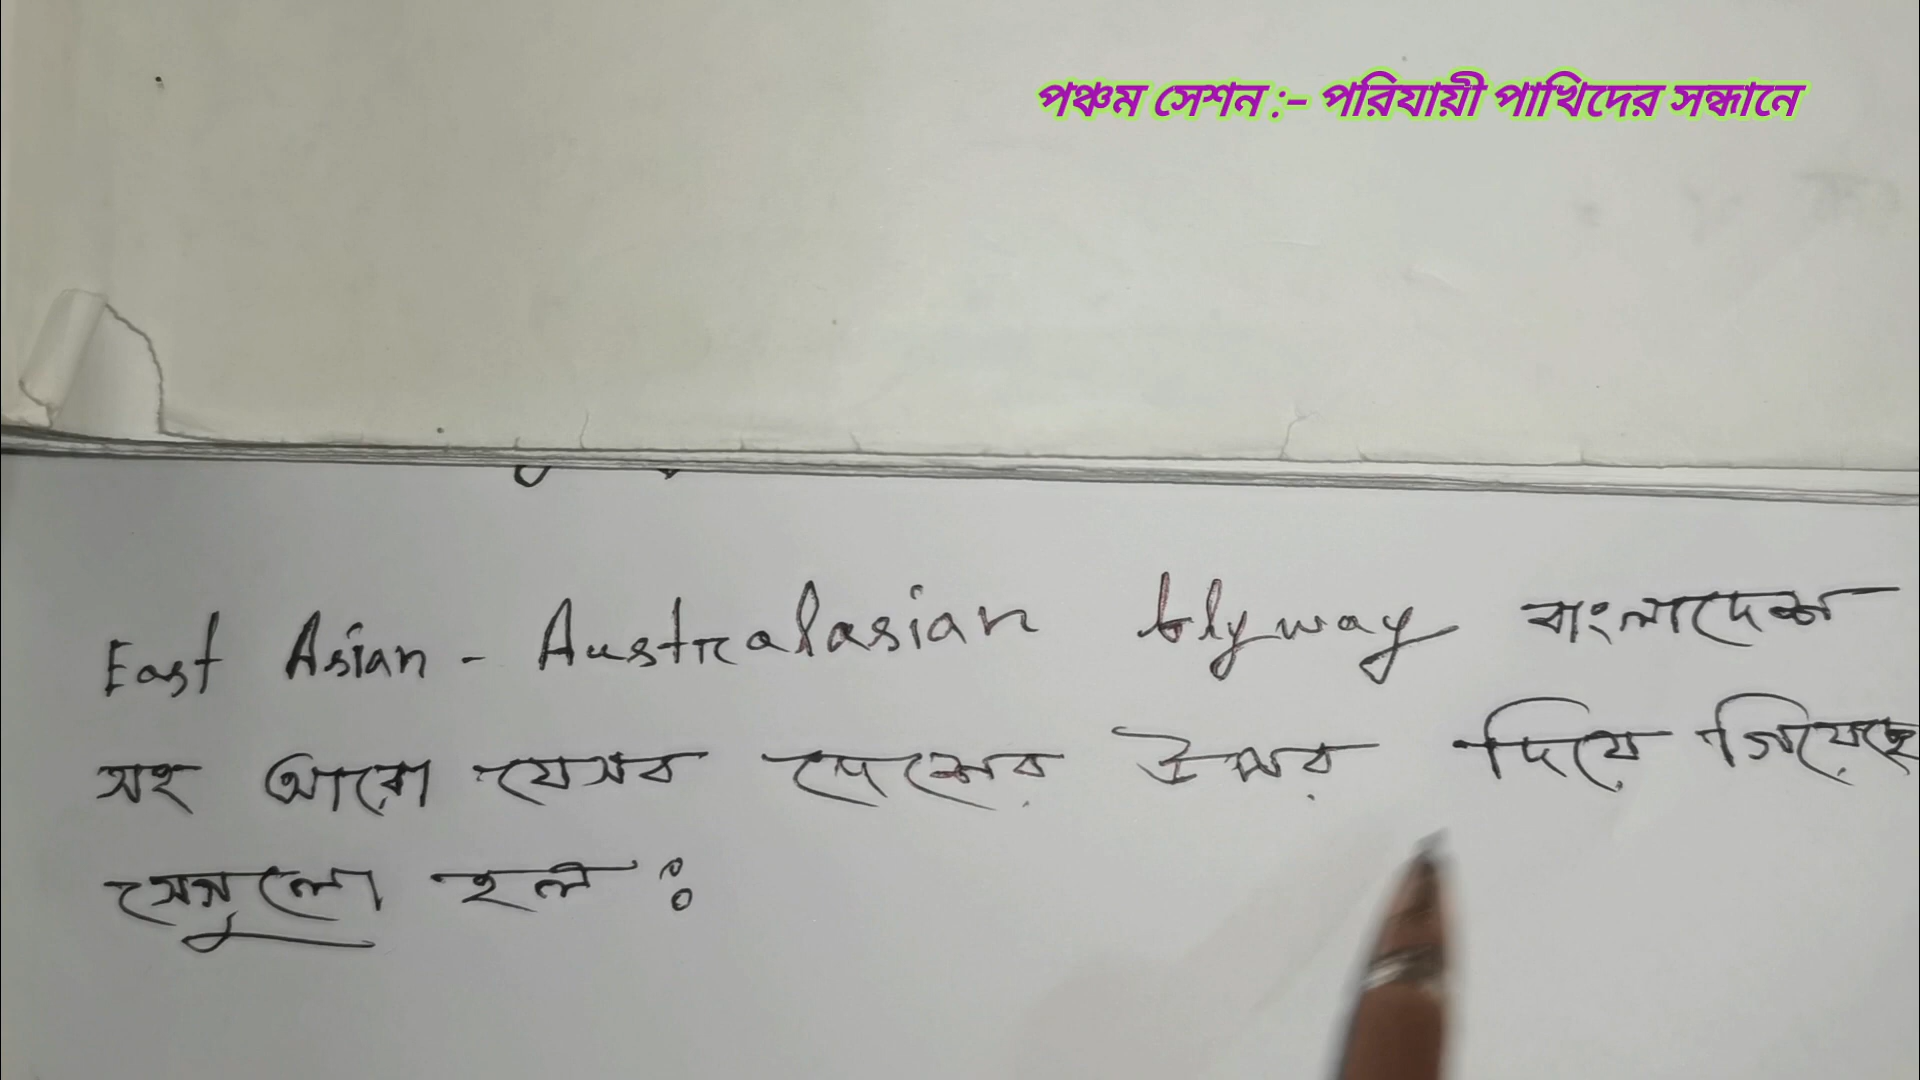 পঞ্চম সেশন :- পরিযায়ী পাখিদের সন্ধানে
East Asian - Australasian flyway বাংলাদেশ
সহ আরো যেসব দেশের উপর দিয়ে গিয়েছে
সেগুলো হল :